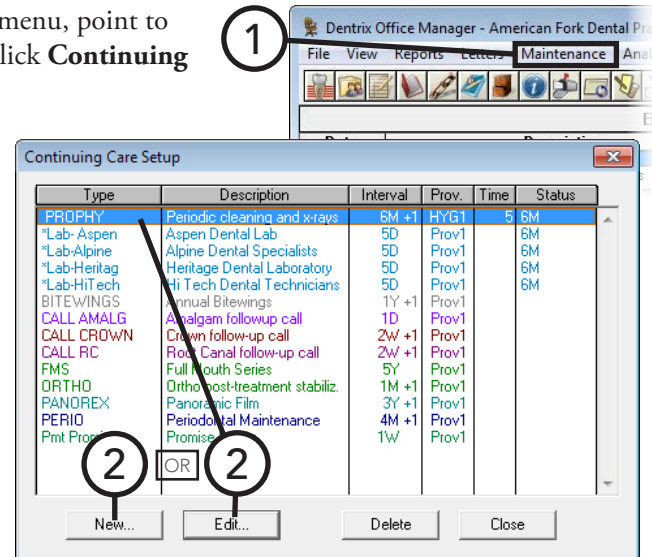 menu, point to
lick Continuing
1
Dentrix Office Manager - American Fork Dental
File View Reports Letters Maintenance
Continuing Care Setup
Type Description Interval Prov. Time Status
PROPHY Periodic cleaning and x-rays 6M +1 HYG1 5 6M
*Lab- Aspen Aspen Dental Lab 5D Prov1 6M
*Lab-Alpine Alpine Dental Specialists 5D Prov1 6M
*Lab-Heritag Heritage Dental Laboratory 5D Prov1 6M
*Lab-HiTech Hi Tech Dental Technicians 5D Prov1 6M
BITEWINGS Annual Bitewings 1Y +1 Prov1
CALL AMALG Amalgam followup call 1D Prov1
CALL CROWN Crown follow-up call 2W +1 Prov1
CALL RC Root Canal follow-up call 2W +1 Prov1
FMS Full Mouth Series 5Y Prov1
ORTHO Ortho post-treatment stabiliz. 1M +1 Prov1
PANOREX Panoramic Film 3Y +1 Prov1
PERIO Periodontal Maintenance 4M +1 Prov1
Pmt Promise 1W Prov1
2 OR 2
New... Edit... Delete Close